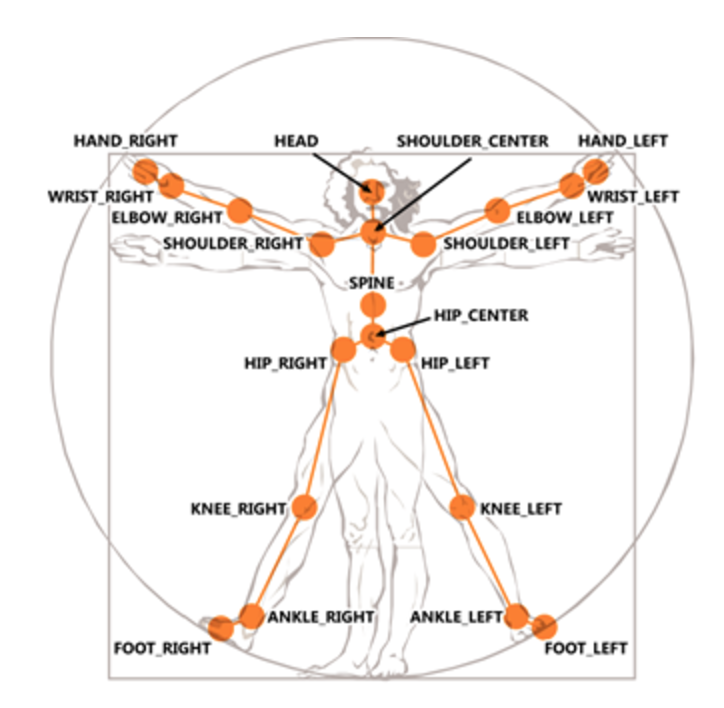 HAND_RIGHT
HEAD
SHOULDER_CENTER
HAND_LEFT
WRIST_RIGHT
WRIST_LEFT
ELBOW_RIGHT
ELBOW_LEFT
SHOULDER_RIGHT
SHOULDER_LEFT
SPINE
HIP_CENTER
HIP_RIGHT
HIP_LEFT
KNEE_RIGHT
KNEE_LEFT
ANKLE_RIGHT
ANKLE_LEFT
FOOT_RIGHT
FOOT_LEFT